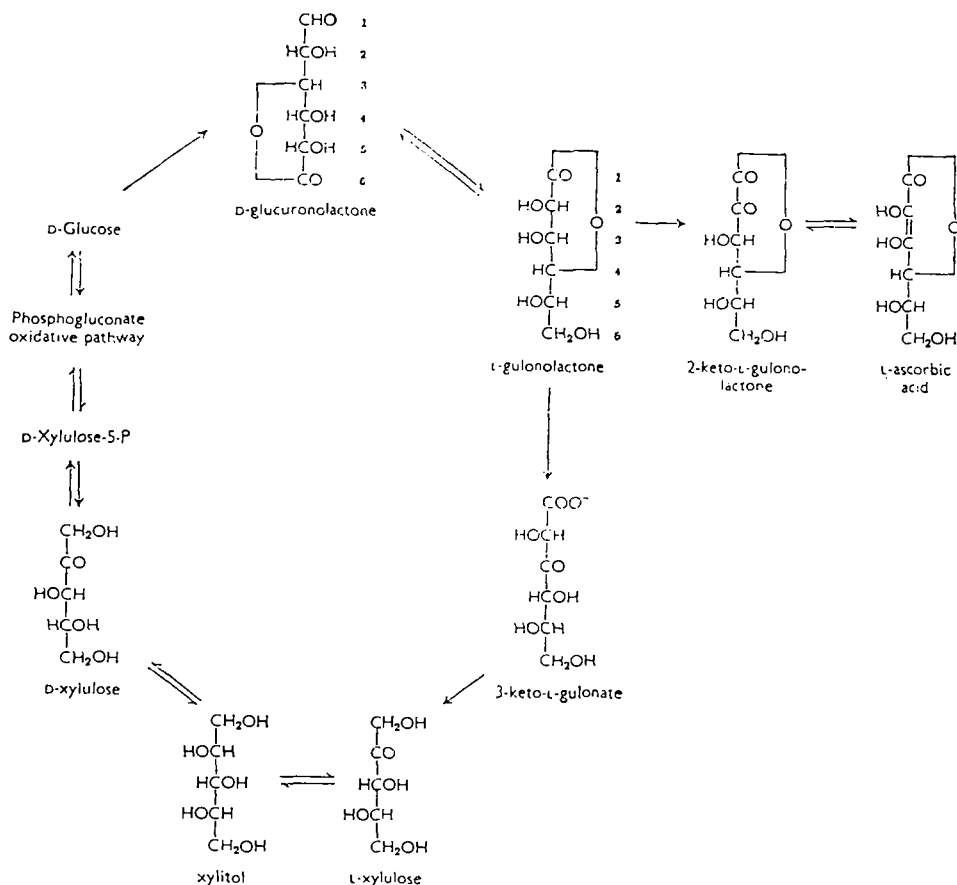 CHO 1
HCOH 2
CH 3
HCOH 4
O
HCOH 5
CO 6
D-glucuronolactone
D-Glucose
Phosphogluconate
oxidative pathway
D-Xylulose-5-P
CH2OH
CO
HOCH
HCOH
CH2OH
D-xylulose
CO 1
HOCH 2
O
HOCH 3
HC 4
HOCH 5
CH2OH 6
L-gulonolactone
CO
CO
O
HOCH
HC
HOCH
CH2OH
2-keto-L-gulono-
lactone
CO
HOC
O
HOC
HC
HOCH
CH2OH
L-ascorbic
acid
COO−
HOCH
CO
HCOH
HOCH
CH2OH
3-keto-L-gulonate
CH2OH
HOCH
HCOH
HOCH
CH2OH
xylitol
CH2OH
CO
HCOH
HOCH
CH2OH
L-xylulose